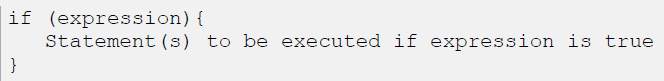 if (expression){
   Statement(s) to be executed if expression is true
}